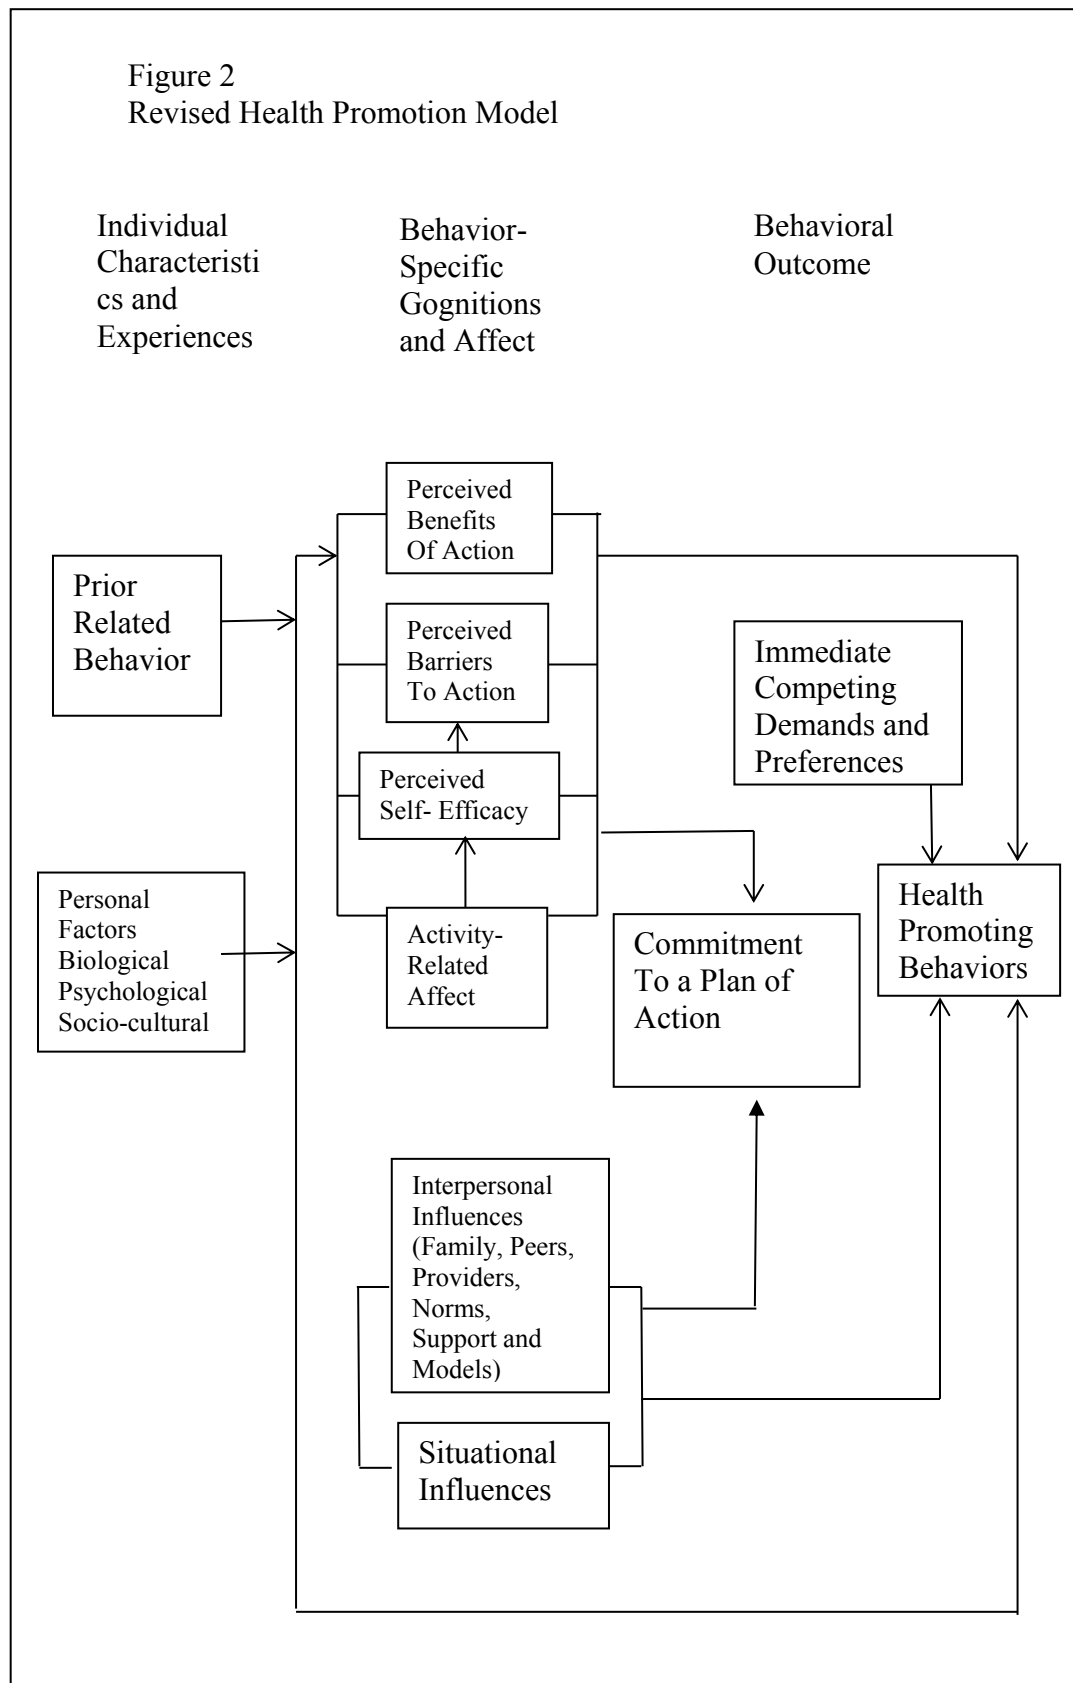 Figure 2
Revised Health Promotion Model
Individual
Characteristi
cs and
Experiences
Behavior-
Specific
Gognitions
and Affect
Behavioral
Outcome
Perceived
Benefits
Of Action
Prior
Related
Behavior
Perceived
Barriers
To Action
Immediate
Competing
Demands and
Preferences
Perceived
Self- Efficacy
Personal
Factors
Biological
Psychological
Socio-cultural
Activity-
Related
Affect
Commitment
To a Plan of
Action
Health
Promoting
Behaviors
Interpersonal
Influences
(Family, Peers,
Providers,
Norms,
Support and
Models)
Situational
Influences